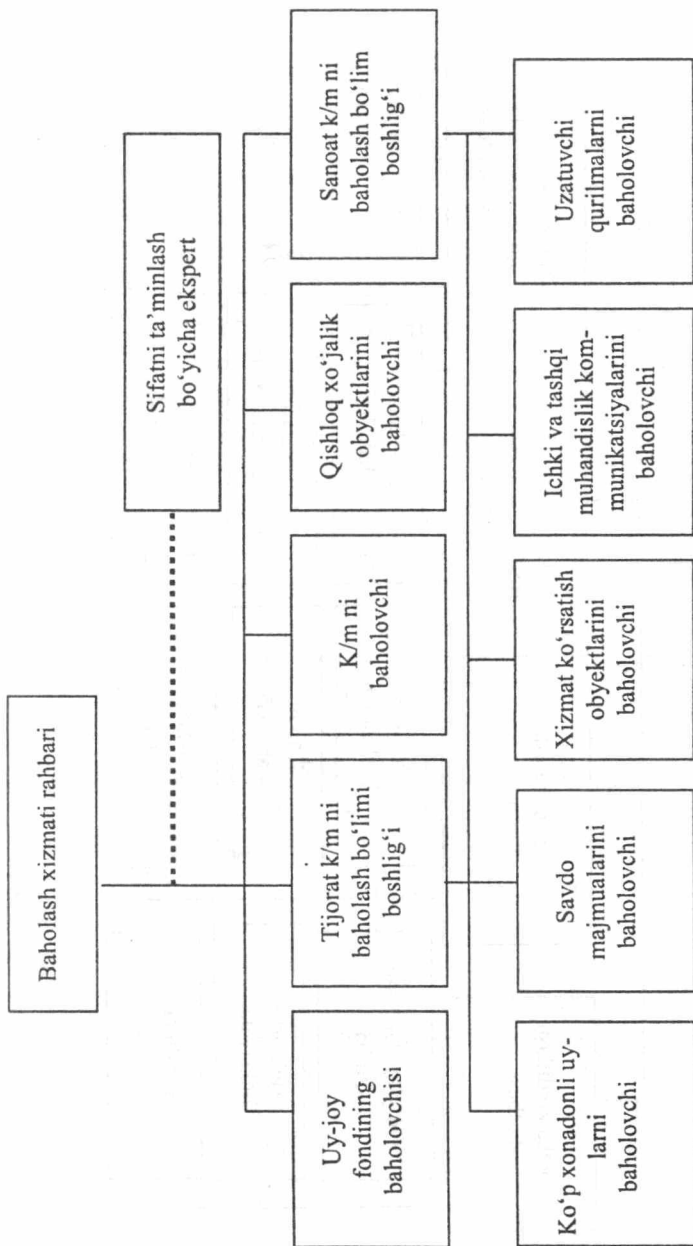 Baholash xizmati rahbari
Sifatni ta’minlash
bo‘yicha ekspert
Uy-joy
fondining
baholovchisi
Tijorat k/m ni
baholash bo‘limi
boshlig‘i
K/m ni
baholovchi
Qishloq xo‘jalik
obyektlarini
baholovchi
Sanoat k/m ni
baholash bo‘lim
boshlig‘i
Ko‘p xonadonli uy-
larni
baholovchi
Savdo
majmualarini
baholovchi
Xizmat ko‘rsatish
obyektlarini
baholovchi
Ichki va tashqi
muhandislik kom-
munikatsiyalarini
baholovchi
Uzatuvchi
qurilmalarni
baholovchi